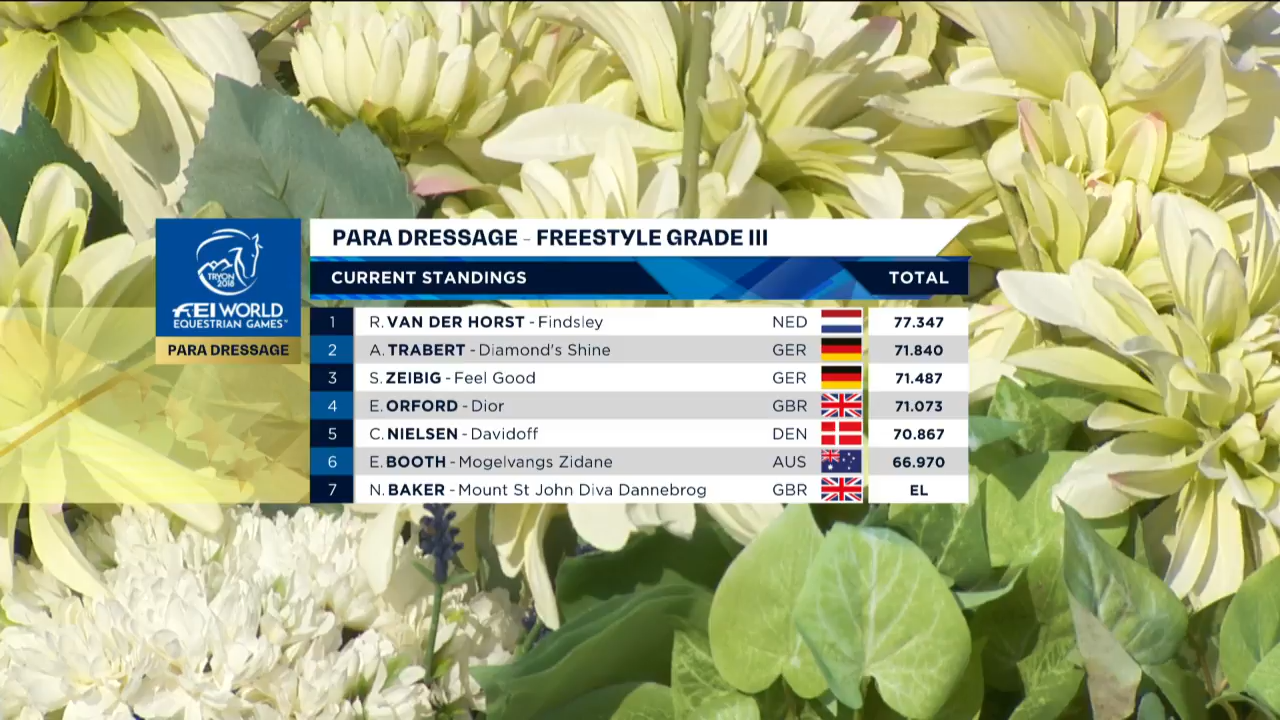 PARA DRESSAGE - FREESTYLE GRADE III
CURRENT STANDINGS TOTAL
TRYON
2018
FEI WORLD
EQUESTRIAN GAMES™
PARA DRESSAGE
1 R. VAN DER HORST - Findsley NED 77.347
2 A. TRABERT - Diamond's Shine GER 71.840
3 S. ZEIBIG - Feel Good GER 71.487
4 E. ORFORD - Dior GBR 71.073
5 C. NIELSEN - Davidoff DEN 70.867
6 E. BOOTH - Mogelvangs Zidane AUS 66.970
7 N. BAKER - Mount St John Diva Dannebrog GBR EL